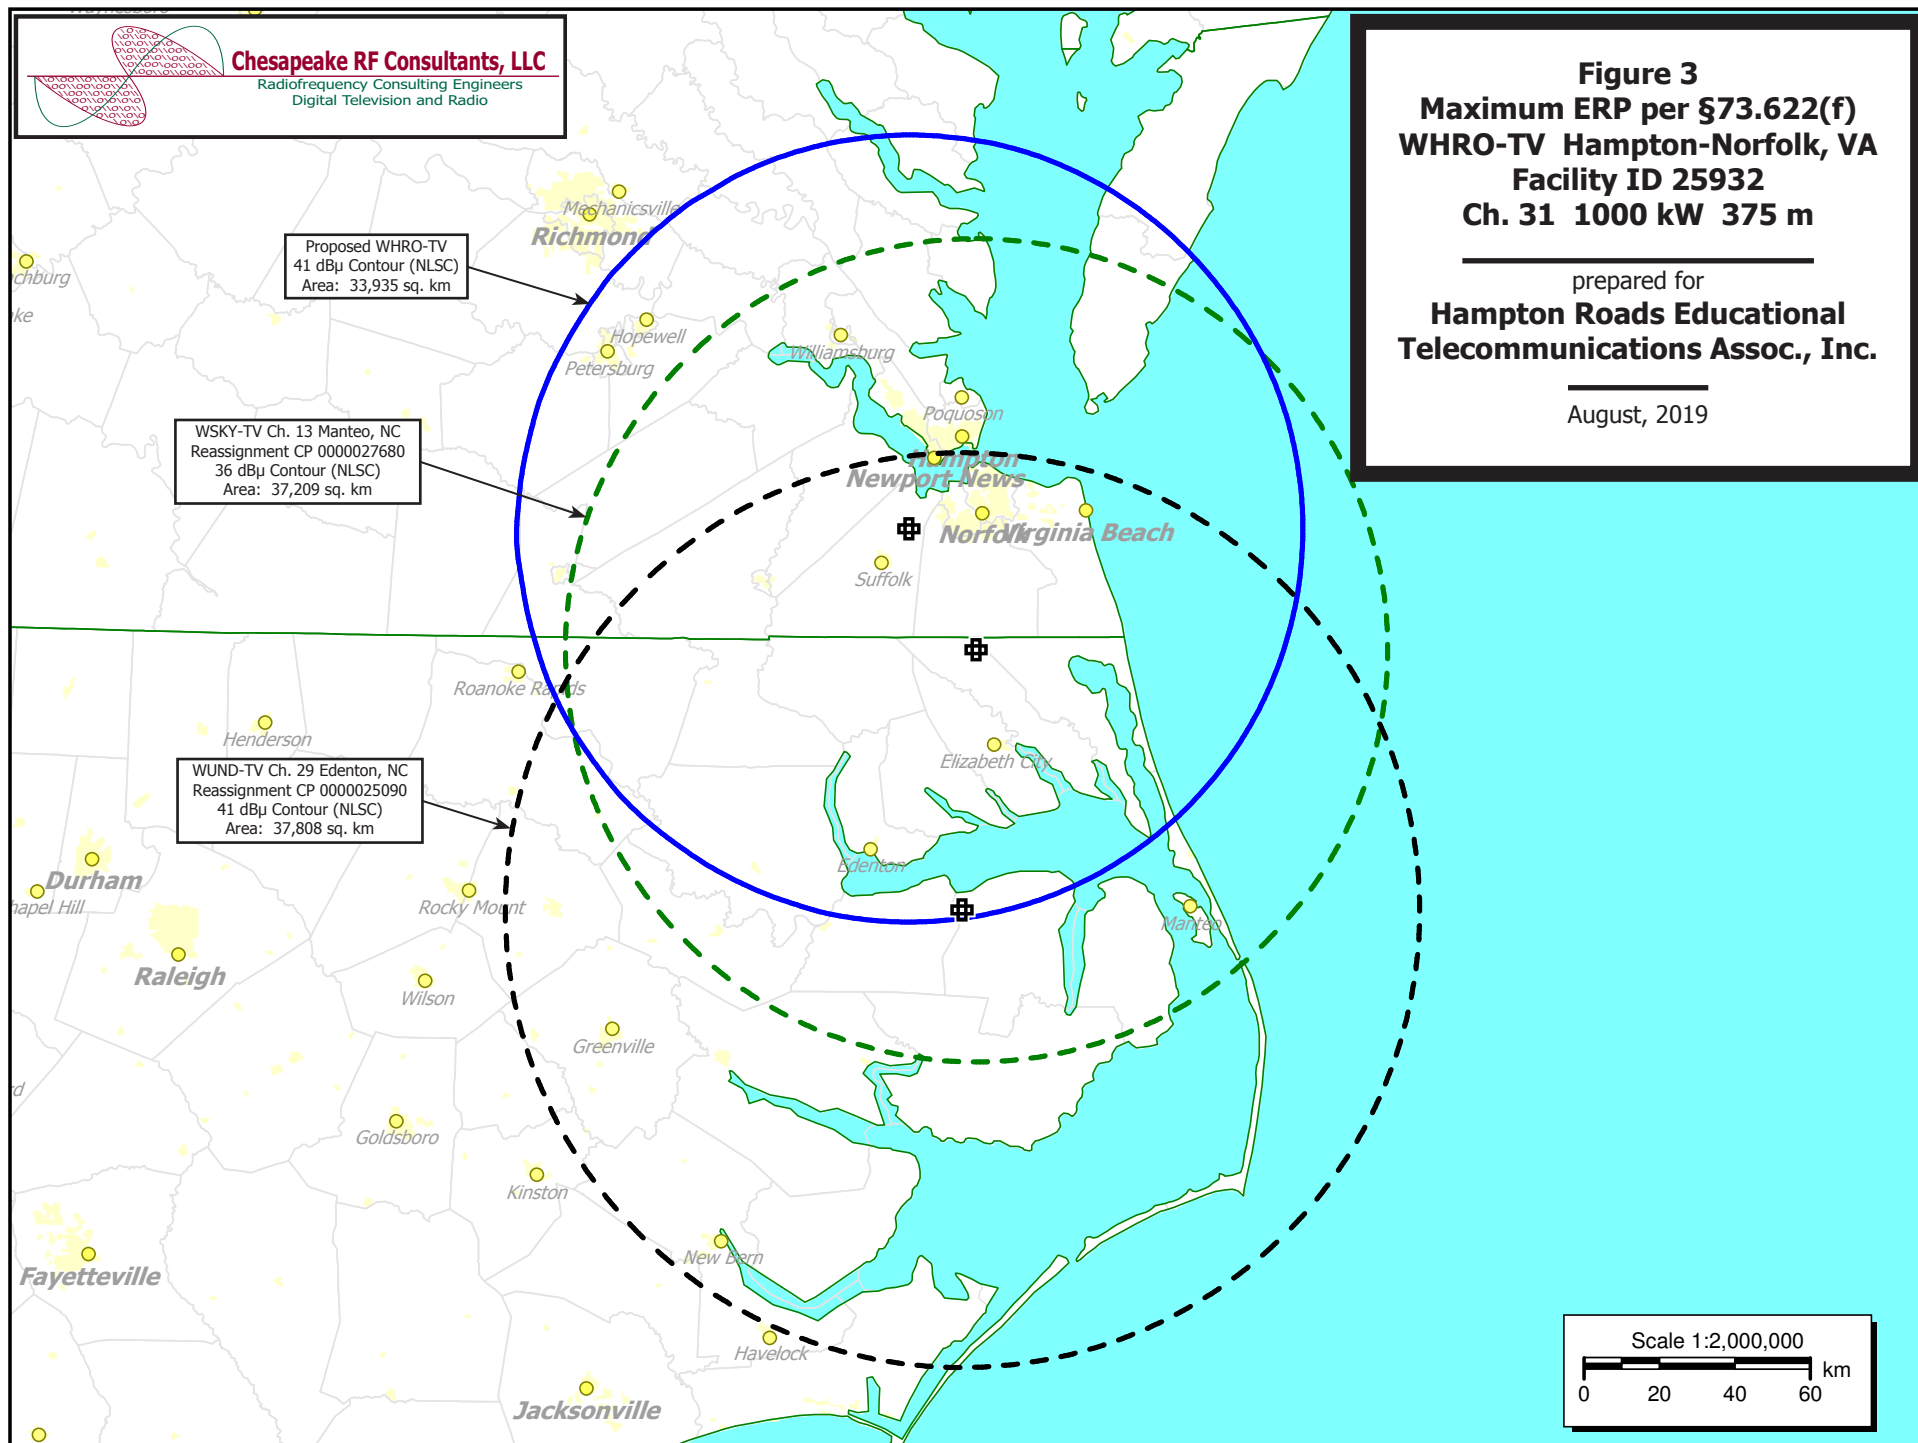 Waynesboro
Chesapeake RF Consultants, LLC
Radiofrequency Consulting Engineers
Digital Television and Radio
Figure 3
Maximum ERP per §73.622(f)
WHRO-TV Hampton-Norfolk, VA
Facility ID 25932
Ch. 31 1000 kW 375 m
prepared for
Hampton Roads Educational
Telecommunications Assoc., Inc.
August, 2019
Proposed WHRO-TV
41 dBµ Contour (NLSC)
Area: 33,935 sq. km
WSKY-TV Ch. 13 Manteo, NC
Reassignment CP 0000027680
36 dBµ Contour (NLSC)
Area: 37,209 sq. km
WUND-TV Ch. 29 Edenton, NC
Reassignment CP 0000025090
41 dBµ Contour (NLSC)
Area: 37,808 sq. km
Mechanicsville
Richmond
chburg
ke
Hopewell
Petersburg
Williamsburg
Poquoson
Hampton
Newport News
Norfolk
Virginia Beach
Suffolk
Roanoke Rapids
Henderson
Elizabeth City
Edenton
Durham
hapel Hill
Rocky Mount
Manteo
Raleigh
Wilson
Greenville
rd
Goldsboro
Kinston
New Bern
Fayetteville
Havelock
Jacksonville
Scale 1:2,000,000
km
0 20 40 60